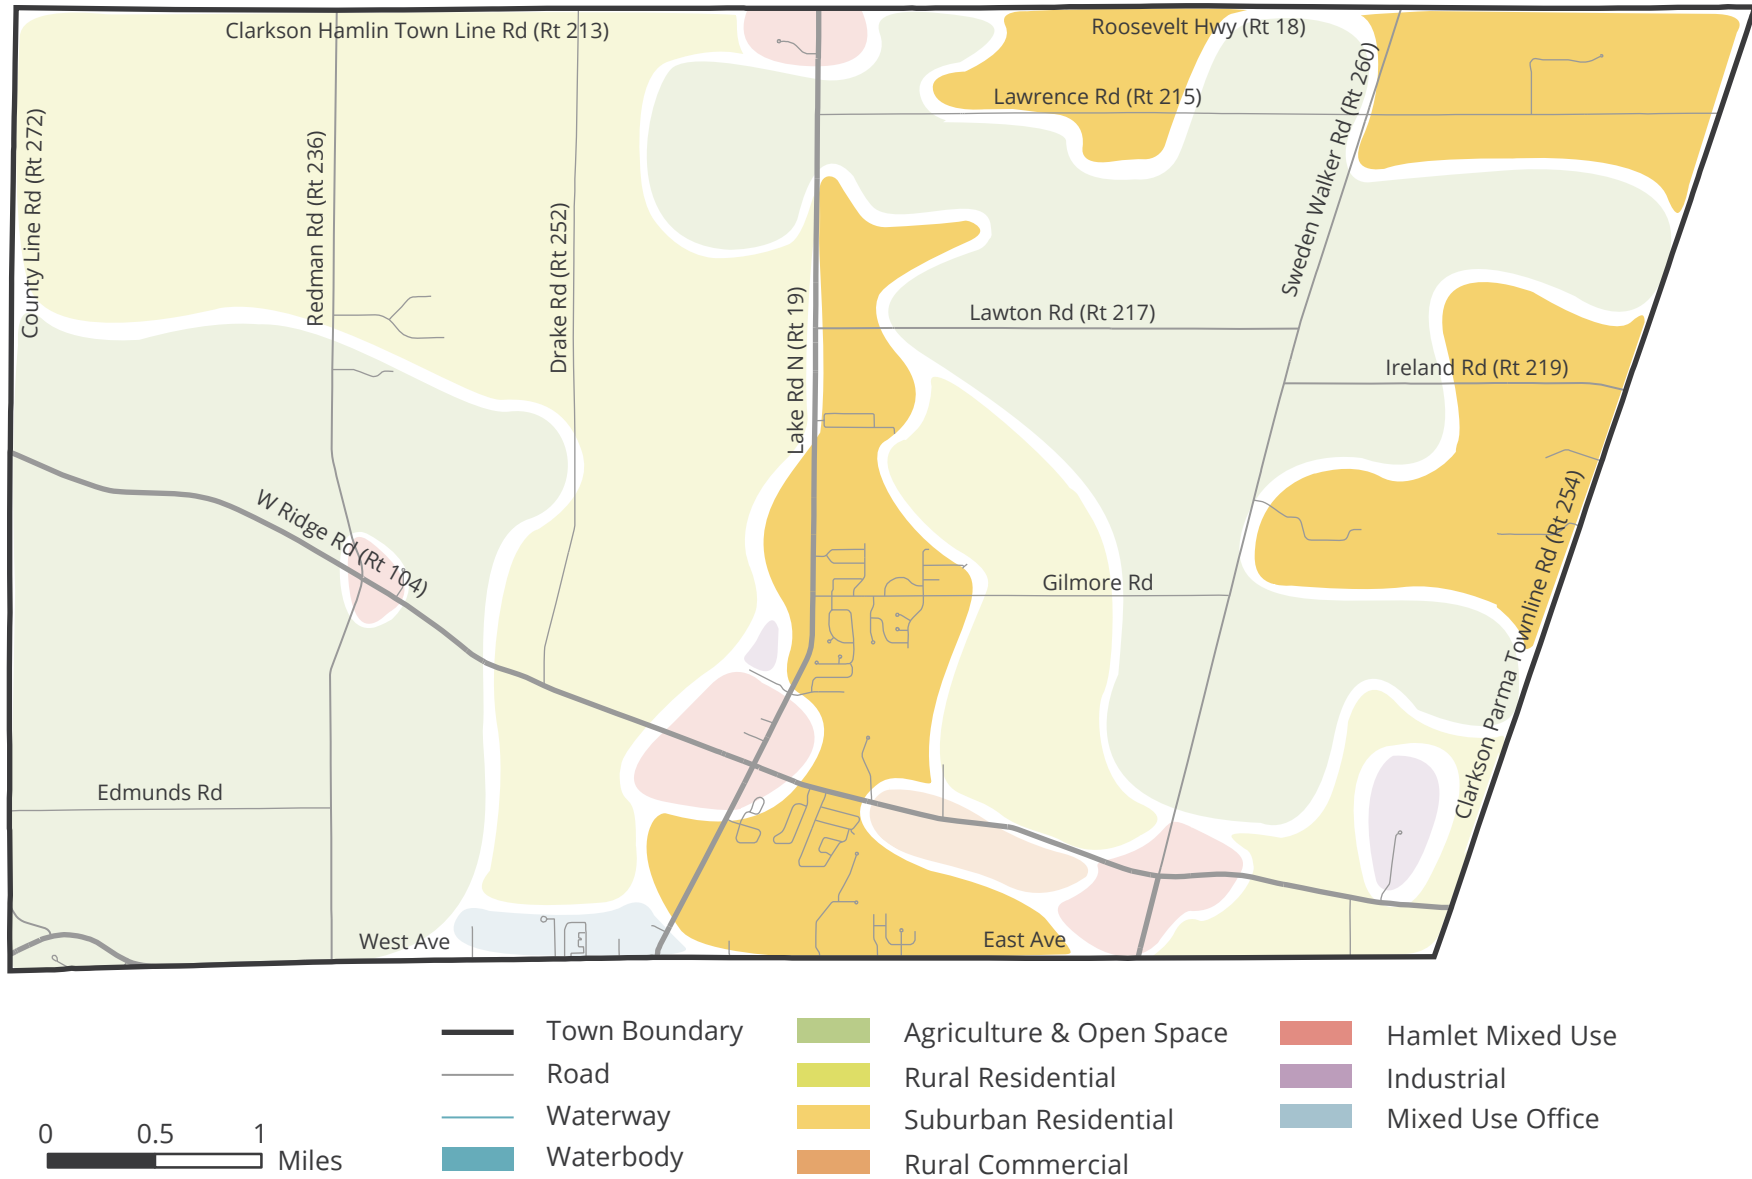 Clarkson Hamlin Town Line Rd (Rt 213)
Roosevelt Hwy (Rt 18)
Lawrence Rd (Rt 215)
County Line Rd (Rt 272)
Redman Rd (Rt 236)
Drake Rd (Rt 252)
Lake Rd N (Rt 19)
Sweden Walker Rd (Rt 260)
Lawton Rd (Rt 217)
Ireland Rd (Rt 219)
W Ridge Rd (Rt 104)
Gilmore Rd
Clarkson Parma Townline Rd (Rt 254)
Edmunds Rd
West Ave
East Ave
0 0.5 1
Miles
Town Boundary
Road
Waterway
Waterbody
Agriculture & Open Space
Rural Residential
Suburban Residential
Rural Commercial
Hamlet Mixed Use
Industrial
Mixed Use Office